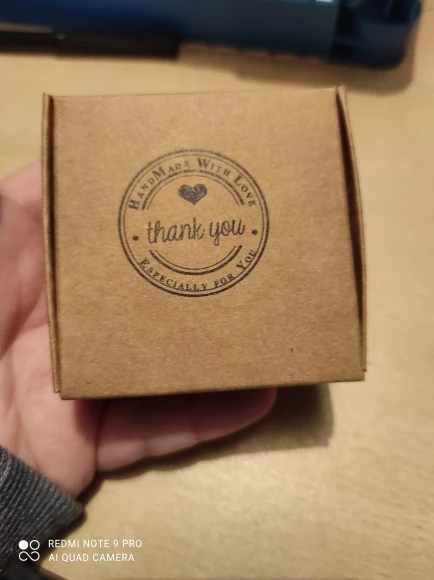 HandMade With Love
thank you
Especially for You
REDMI NOTE 9 PRO
AI QUAD CAMERA